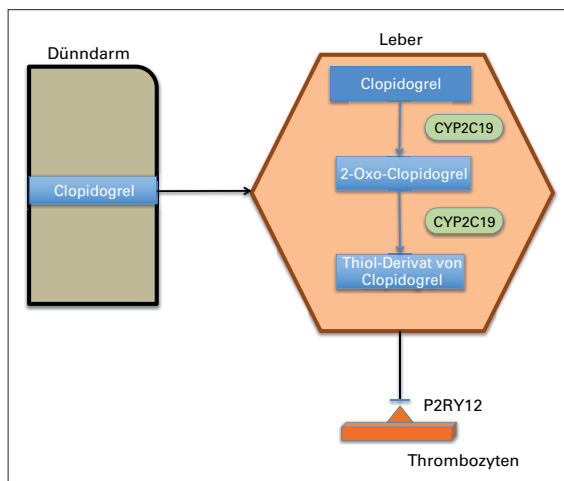 Dünndarm
Leber
Clopidogrel
CYP2C19
Clopidogrel
2-Oxo-Clopidogrel
CYP2C19
Thiol-Derivat von
Clopidogrel
P2RY12
Thrombozyten